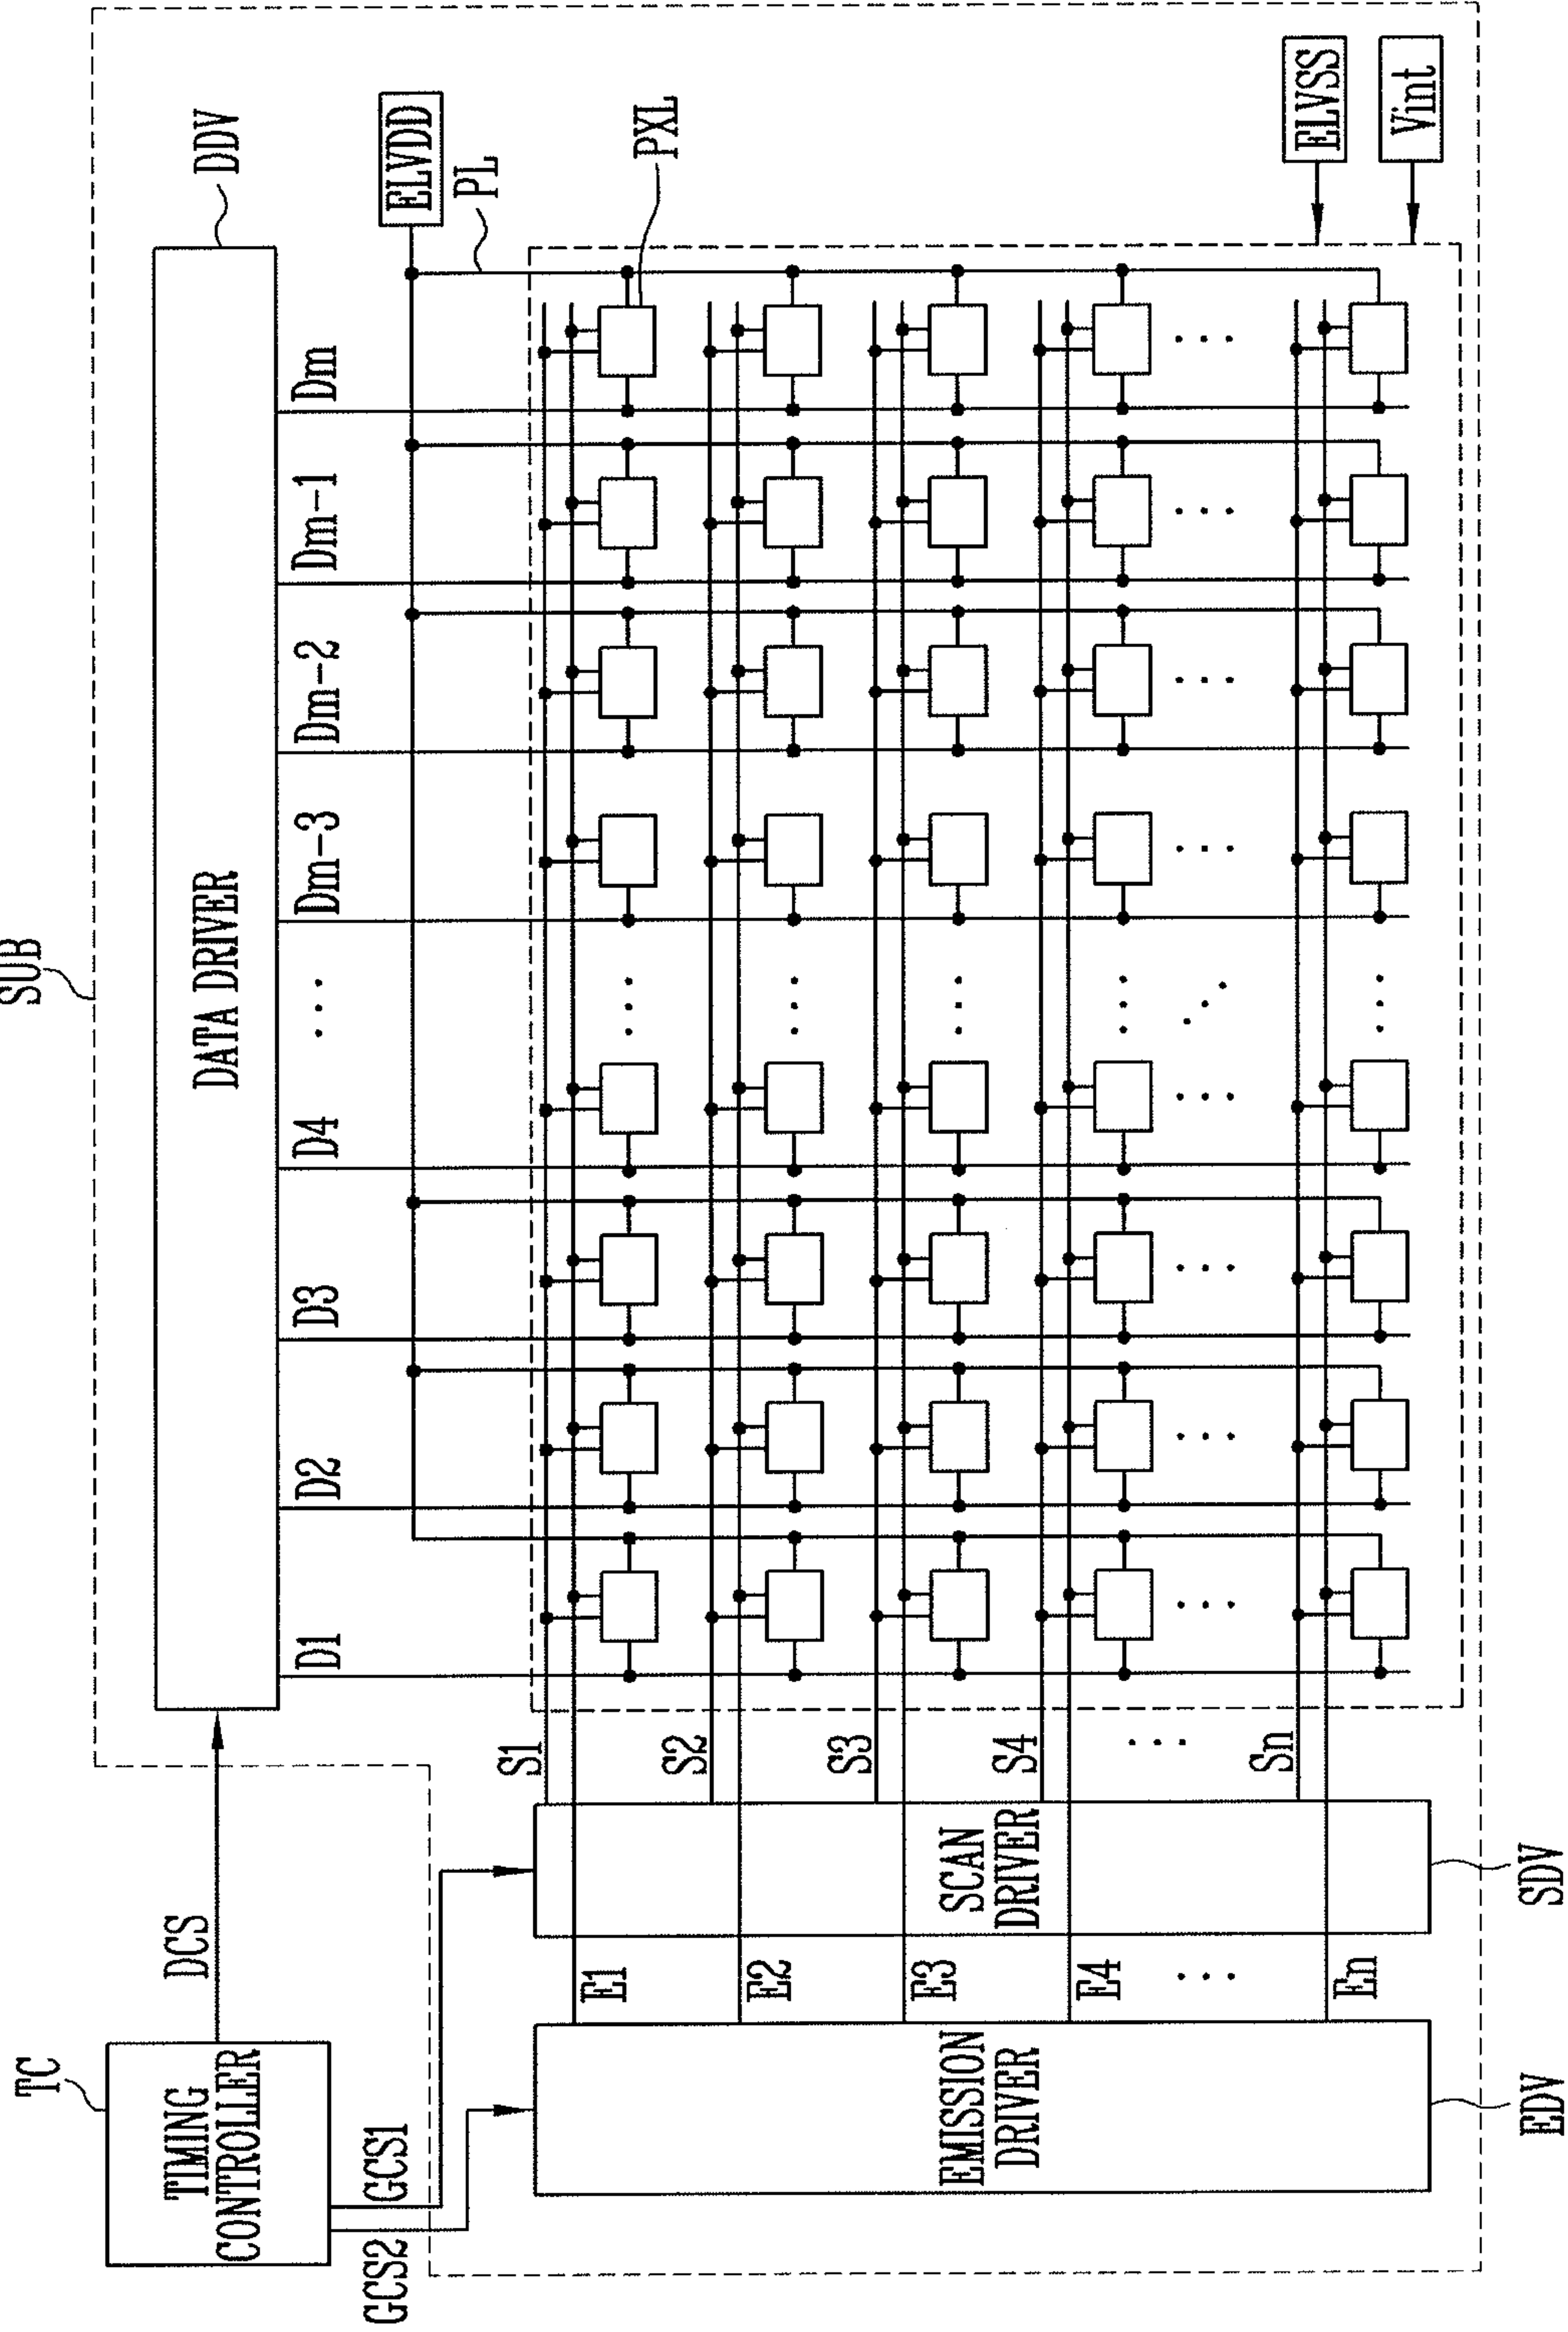 SUB
TC
TIMING
CONTROLLER
DCS
DATA DRIVER
DDV
GCS2
GCS1
D1
D2
D3
D4
...
Dm-3
Dm-2
Dm-1
Dm
ELVDD
PL
PXL
EMISSION
DRIVER
EDV
SCAN
DRIVER
SDV
E1
E2
E3
E4
...
En
S1
S2
S3
S4
...
Sn
ELVSS
Vint